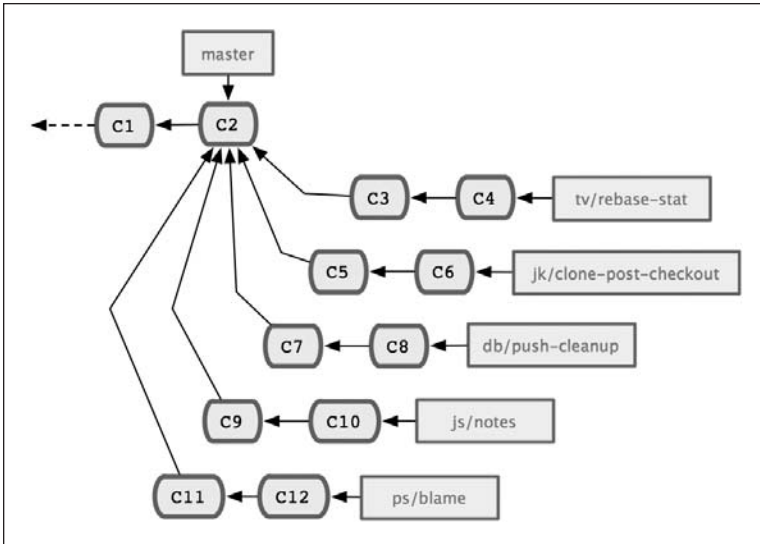 master
C1 C2
C3 C4 tv/rebase-stat
C5 C6 jk/clone-post-checkout
C7 C8 db/push-cleanup
C9 C10 js/notes
C11 C12 ps/blame